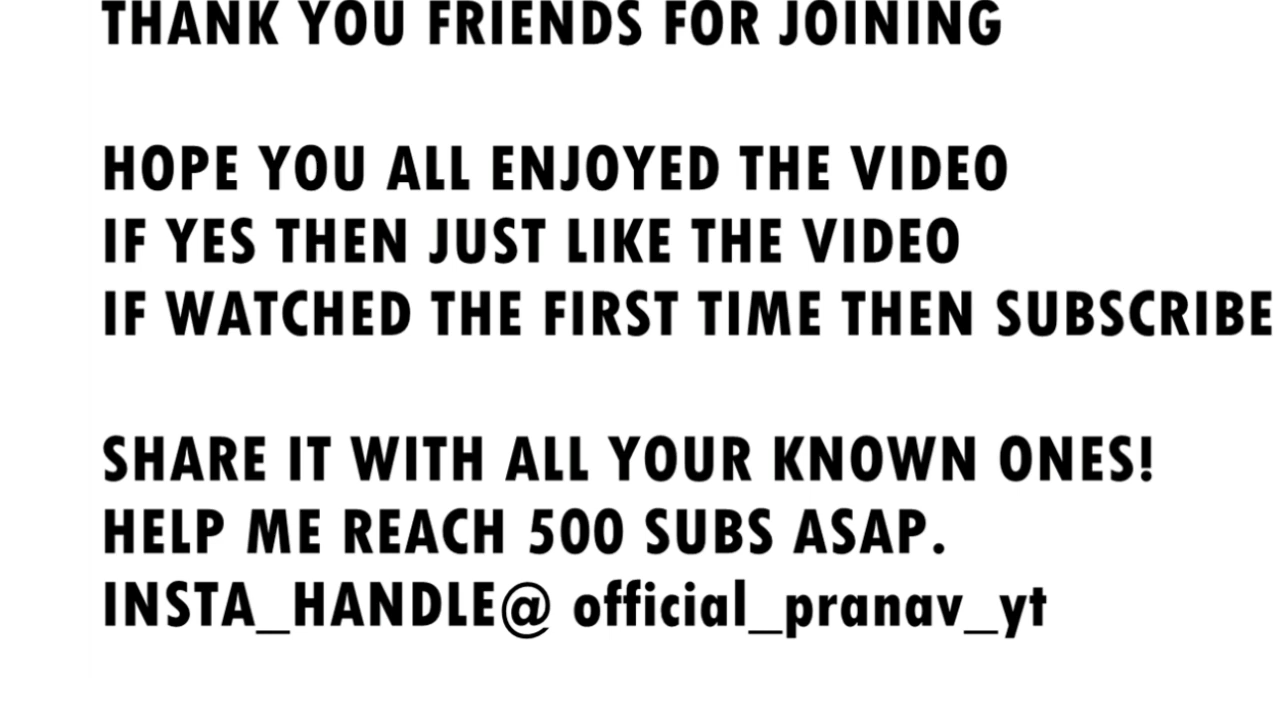 THANK YOU FRIENDS FOR JOINING
HOPE YOU ALL ENJOYED THE VIDEO
IF YES THEN JUST LIKE THE VIDEO
IF WATCHED THE FIRST TIME THEN SUBSCRIBE
SHARE IT WITH ALL YOUR KNOWN ONES!
HELP ME REACH 500 SUBS ASAP.
INSTA_HANDLE@ official_pranav_yt